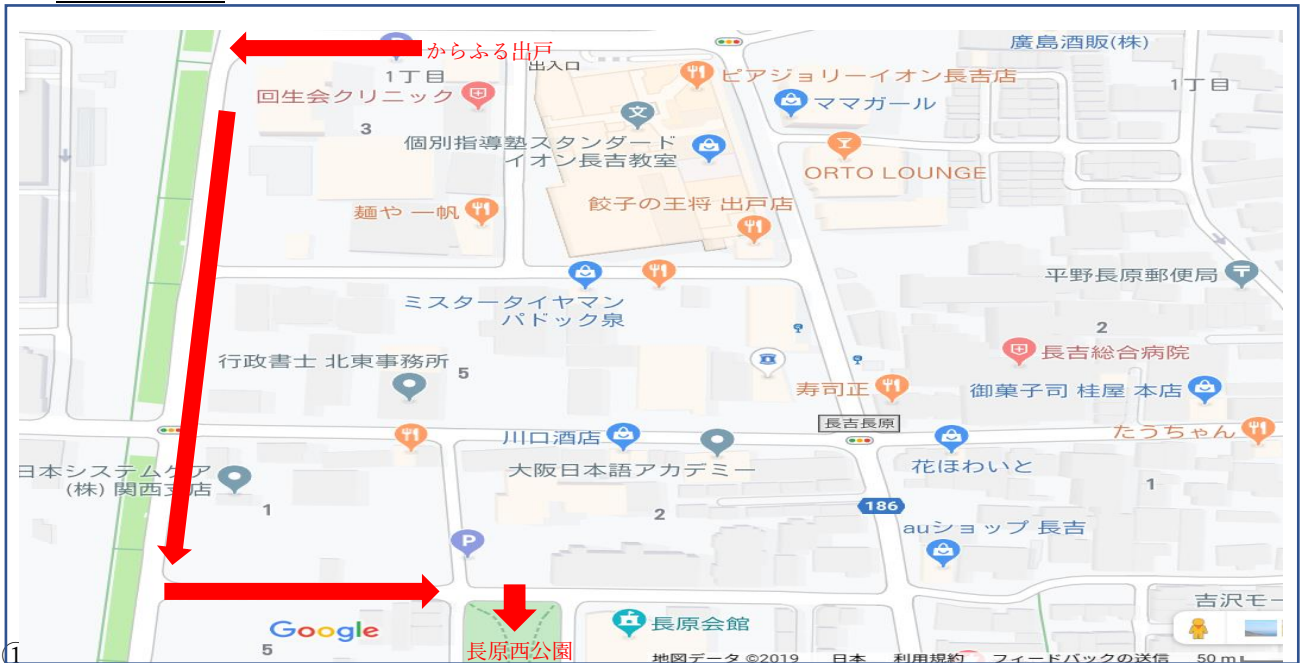 からふる出戸
廣島酒販(株)
出入口
1丁目
ピアジョリーイオン長吉店
1丁目
回生会クリニック
ママガール
3
個別指導塾スタンダード
イオン長吉教室
ORTO LOUNGE
麺や 一帆
餃子の王将 出戸店
平野長原郵便局
ミスタータイヤマン
パドック泉
2
長吉総合病院
行政書士 北東事務所
5
寿司正
御菓子司 桂屋 本店
長吉長原
川口酒店
たうちゃん
大阪日本語アカデミー
花ほわいと
日本システムケア
(株) 関西支店
1
1
2
186
auショップ 長吉
P
吉沢モー
Google
長原会館
5
長原西公園
①
地図データ ©2019 日本 利用規約 フィードバックの送信 50 m